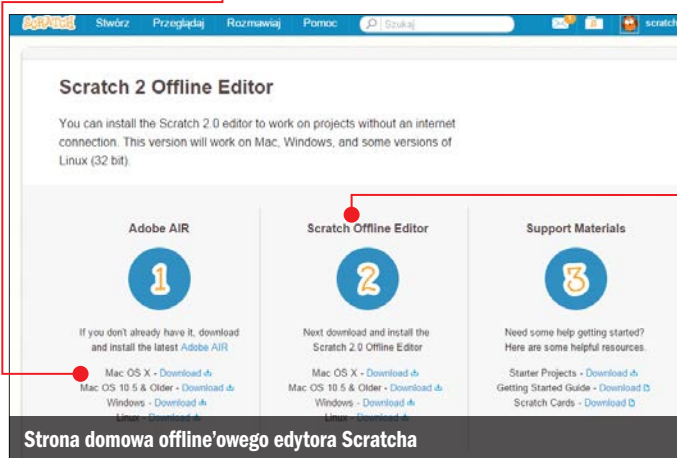 SCRATCH Stwórz Przeglądaj Rozmawiaj Pomoc Szukaj scratch
Scratch 2 Offline Editor
You can install the Scratch 2.0 editor to work on projects without an internet
connection. This version will work on Mac, Windows, and some versions of
Linux (32 bit).
Adobe AIR
1
If you don't already have it, download
and install the latest Adobe AIR
Mac OS X - Download
Mac OS 10.5 & Older - Download
Windows - Download
Linux - Download
Scratch Offline Editor
2
Next download and install the
Scratch 2.0 Offline Editor
Mac OS X - Download
Mac OS 10.5 & Older - Download
Windows - Download
Linux - Download
Support Materials
3
Need some help getting started?
Here are some helpful resources.
Starter Projects - Download
Getting Started Guide - Download
Scratch Cards - Download
Strona domowa offline'owego edytora Scratcha